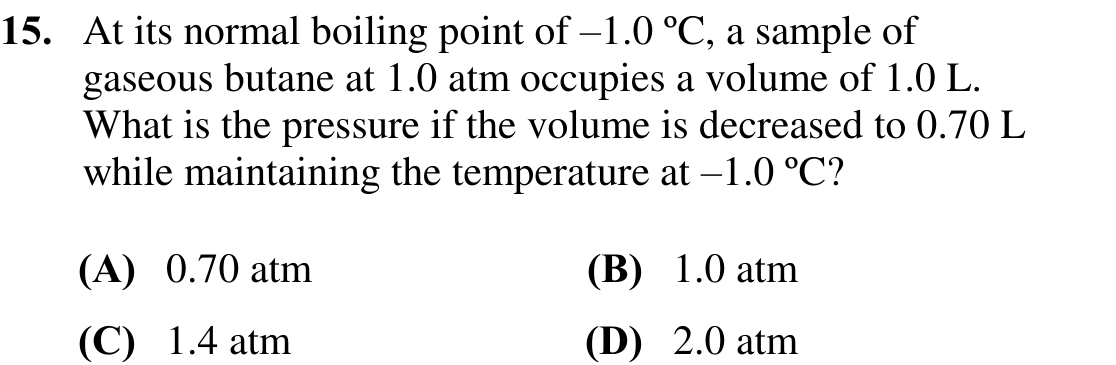 15. At its normal boiling point of –1.0 ºC, a sample of
gaseous butane at 1.0 atm occupies a volume of 1.0 L.
What is the pressure if the volume is decreased to 0.70 L
while maintaining the temperature at –1.0 ºC?
(A) 0.70 atm (B) 1.0 atm
(C) 1.4 atm (D) 2.0 atm